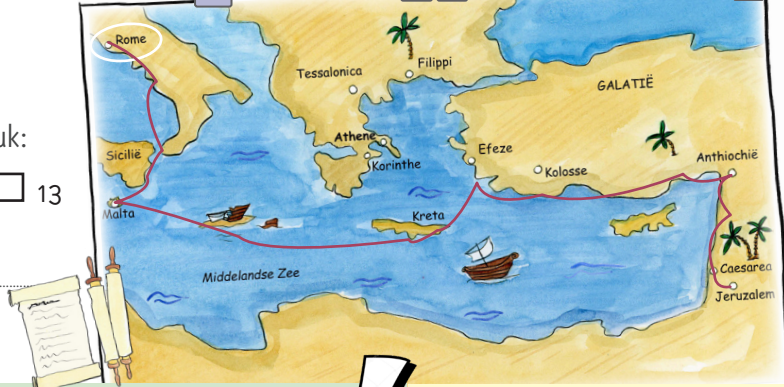 Rome
Filippi
Tessalonica
GALATIË
uk:
Athene
Efeze
Anthiochië
Sicilië
Korinthe
Kolosse
13
Malta
Kreta
Caesarea
Middelandse Zee
Jeruzalem